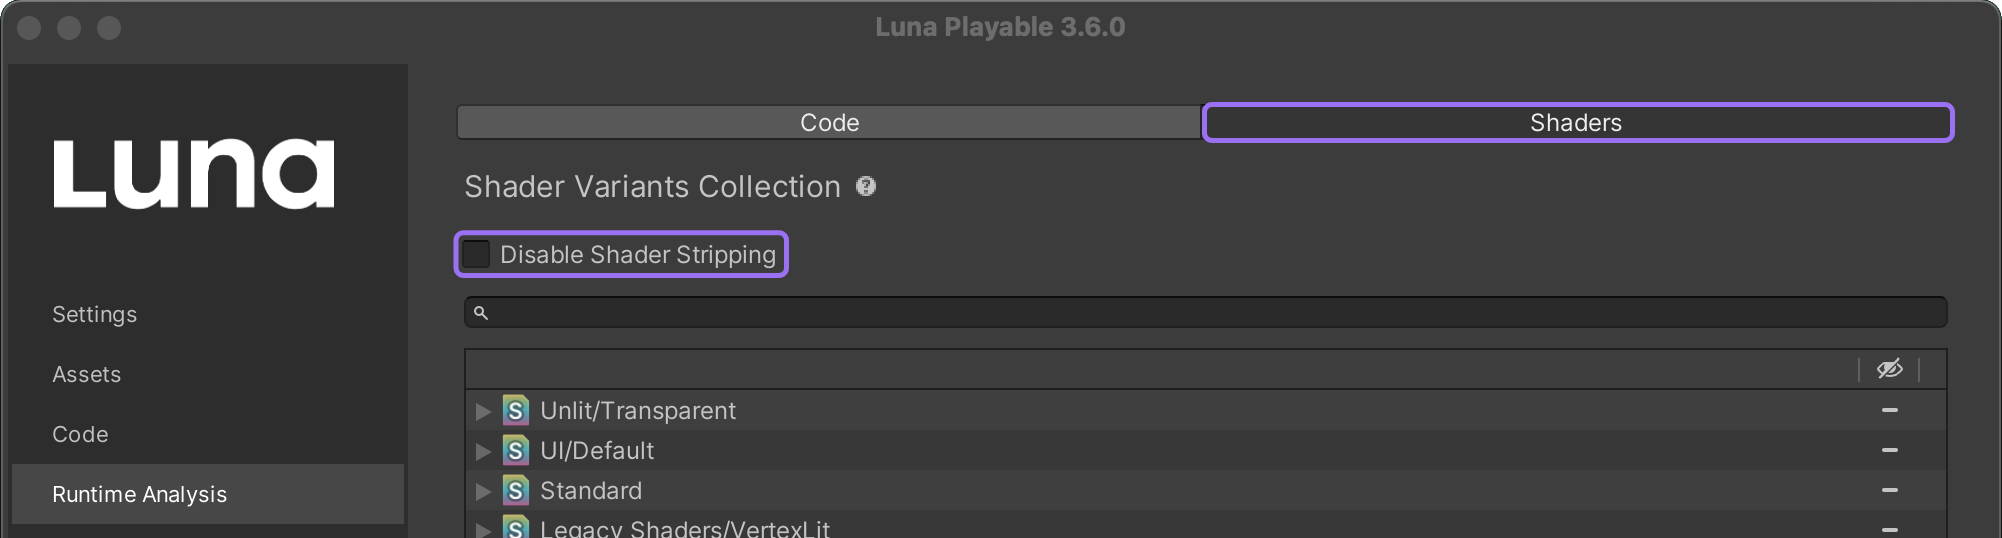 Luna Playable 3.6.0
Luna
Code
Shaders
Shader Variants Collection
Disable Shader Stripping
Settings
Assets
Code
Runtime Analysis
Unlit/Transparent
UI/Default
Standard
Legacy Shaders/VertexLit